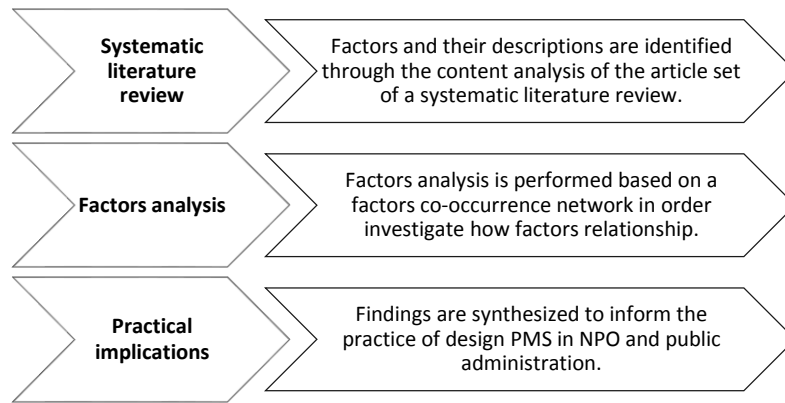 Systematic
literature
review
Factors and their descriptions are identified
through the content analysis of the article set
of a systematic literature review.
Factors analysis
Factors analysis is performed based on a
factors co-occurrence network in order
investigate how factors relationship.
Practical
implications
Findings are synthesized to inform the
practice of design PMS in NPO and public
administration.